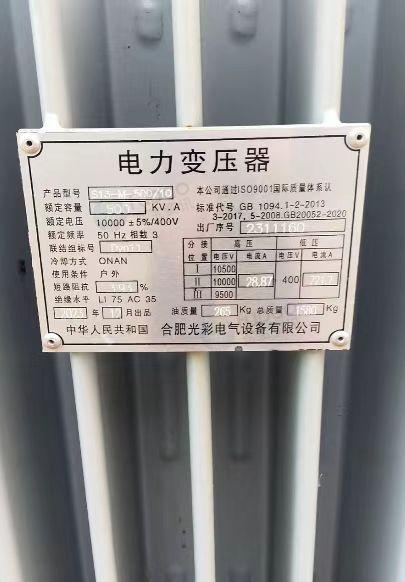 电力变压器
产品型号 S13-M-500/10 本公司通过ISO9001国际质量体系认
额定容量 500 KV.A 标准代号 GB 1094.1-2-2013
额定电压 10000±5%/400V 3-2017、5-2008.GB20052-2020
额定频率 50 Hz 相数 3 出厂序号 2311160
联结组标号 Dyn11
冷却方式 ONAN
使用条件 户外
短路阻抗 3.93%
绝缘水平 LI 75 AC 35
分接位置 高压 低压
电压V 电流A 电压V 电流A
I 10500
II 10000 28.87 400 721.7
III 9500
2023 年 12 月出品 油质量 265 Kg 总质量 1580 Kg
中华人民共和国 合肥光彩电气设备有限公司